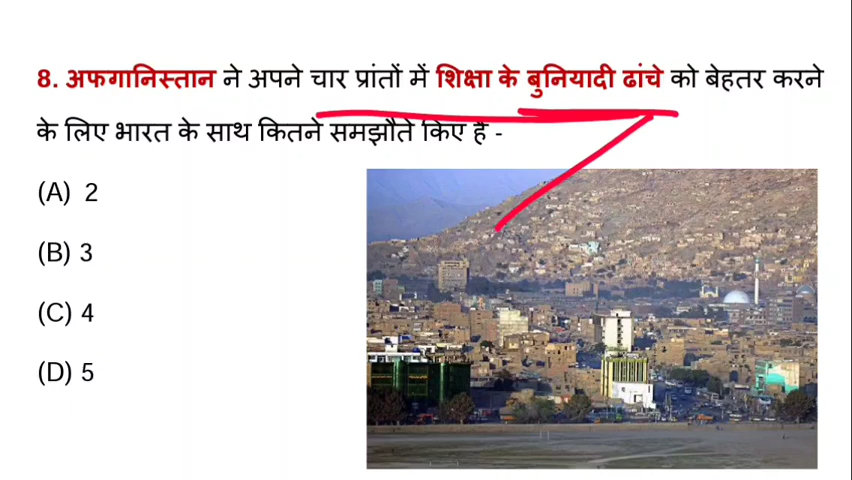 8. अफगानिस्तान ने अपने चार प्रांतों में शिक्षा के बुनियादी ढांचे को बेहतर करने
के लिए भारत के साथ कितने समझौते किए है -
(A) 2
(B) 3
(C) 4
(D) 5